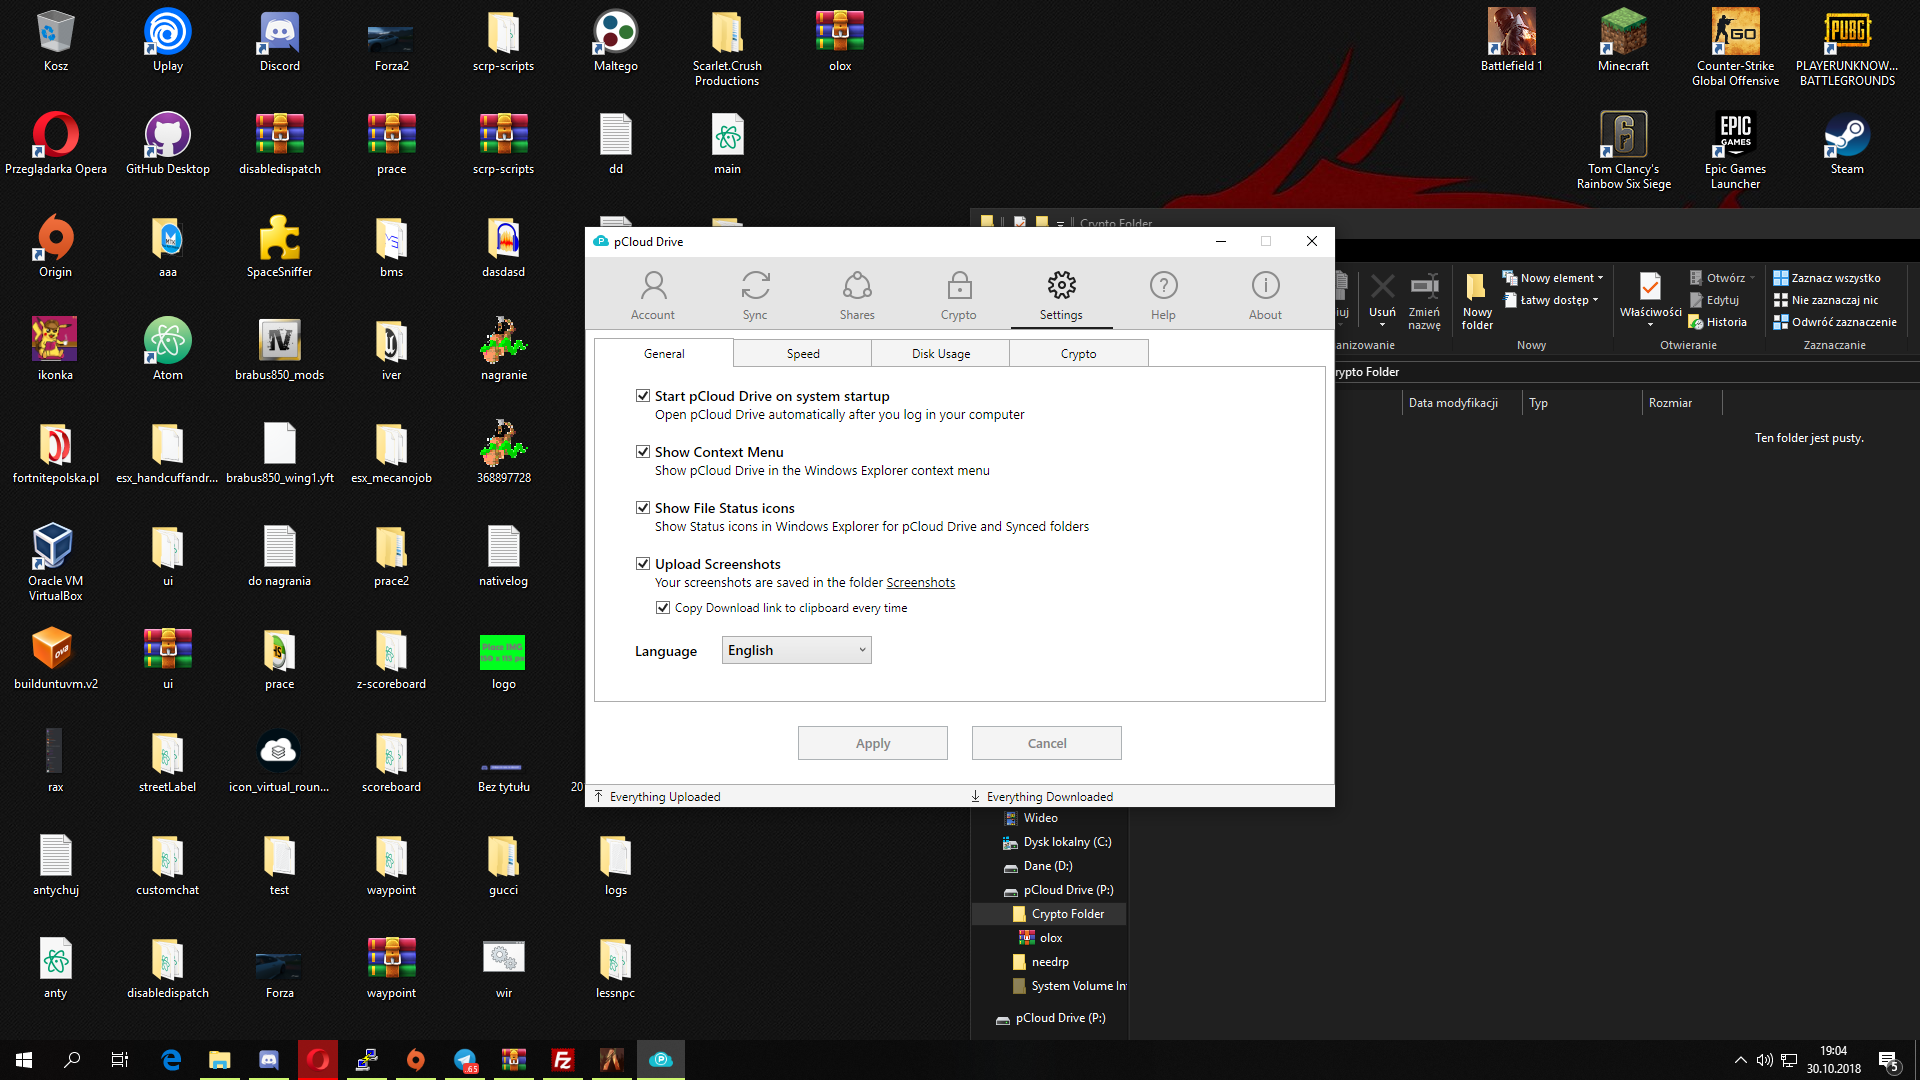 Kosz
Uplay
Discord
Forza2
scrp-scripts
Maltego
Scarlet.Crush
Productions
olox
Battlefield 1
Minecraft
Counter-Strike
Global Offensive
PLAYERUNKNOW...
BATTLEGROUNDS
Przeglądarka Opera
GitHub Desktop
disabledispatch
prace
scrp-scripts
dd
main
Tom Clancy's
Rainbow Six Siege
Epic Games
Launcher
Steam
Origin
aaa
SpaceSniffer
bms
dasdasd
ikonka
Atom
brabus850_mods
iver
nagranie
fortnitepolska.pl
esx_handcuffandr...
brabus850_wing1.yft
esx_mecanojob
368897728
Oracle VM
VirtualBox
ui
do nagrania
prace2
nativelog
builduntuvm.v2
ui
prace
z-scoreboard
logo
rax
streetLabel
icon_virtual_roun...
scoreboard
Bez tytułu
20
antychuj
customchat
test
waypoint
gucci
logs
anty
disabledispatch
Forza
waypoint
wir
lessnpc
pCloud Drive
Account
Sync
Shares
Crypto
Settings
Help
About
General
Speed
Disk Usage
Crypto
Start pCloud Drive on system startup
Open pCloud Drive automatically after you log in your computer
Show Context Menu
Show pCloud Drive in the Windows Explorer context menu
Show File Status icons
Show Status icons in Windows Explorer for pCloud Drive and Synced folders
Upload Screenshots
Your screenshots are saved in the folder Screenshots
Copy Download link to clipboard every time
Language
English
Apply
Cancel
Everything Uploaded
Everything Downloaded
Crypto Folder
Usuń
Zmień
nazwę
Nowy
folder
Nowy element
Łatwy dostęp
Nowy
Właściwości
Otwórz
Edytuj
Historia
Otwieranie
Zaznacz wszystko
Nie zaznaczaj nic
Odwróć zaznaczenie
Zaznaczanie
anizowanie
rypto Folder
Data modyfikacji
Typ
Rozmiar
Ten folder jest pusty.
Wideo
Dysk lokalny (C:)
Dane (D:)
pCloud Drive (P:)
Crypto Folder
olox
needrp
System Volume In
pCloud Drive (P:)
19:04
30.10.2018
5